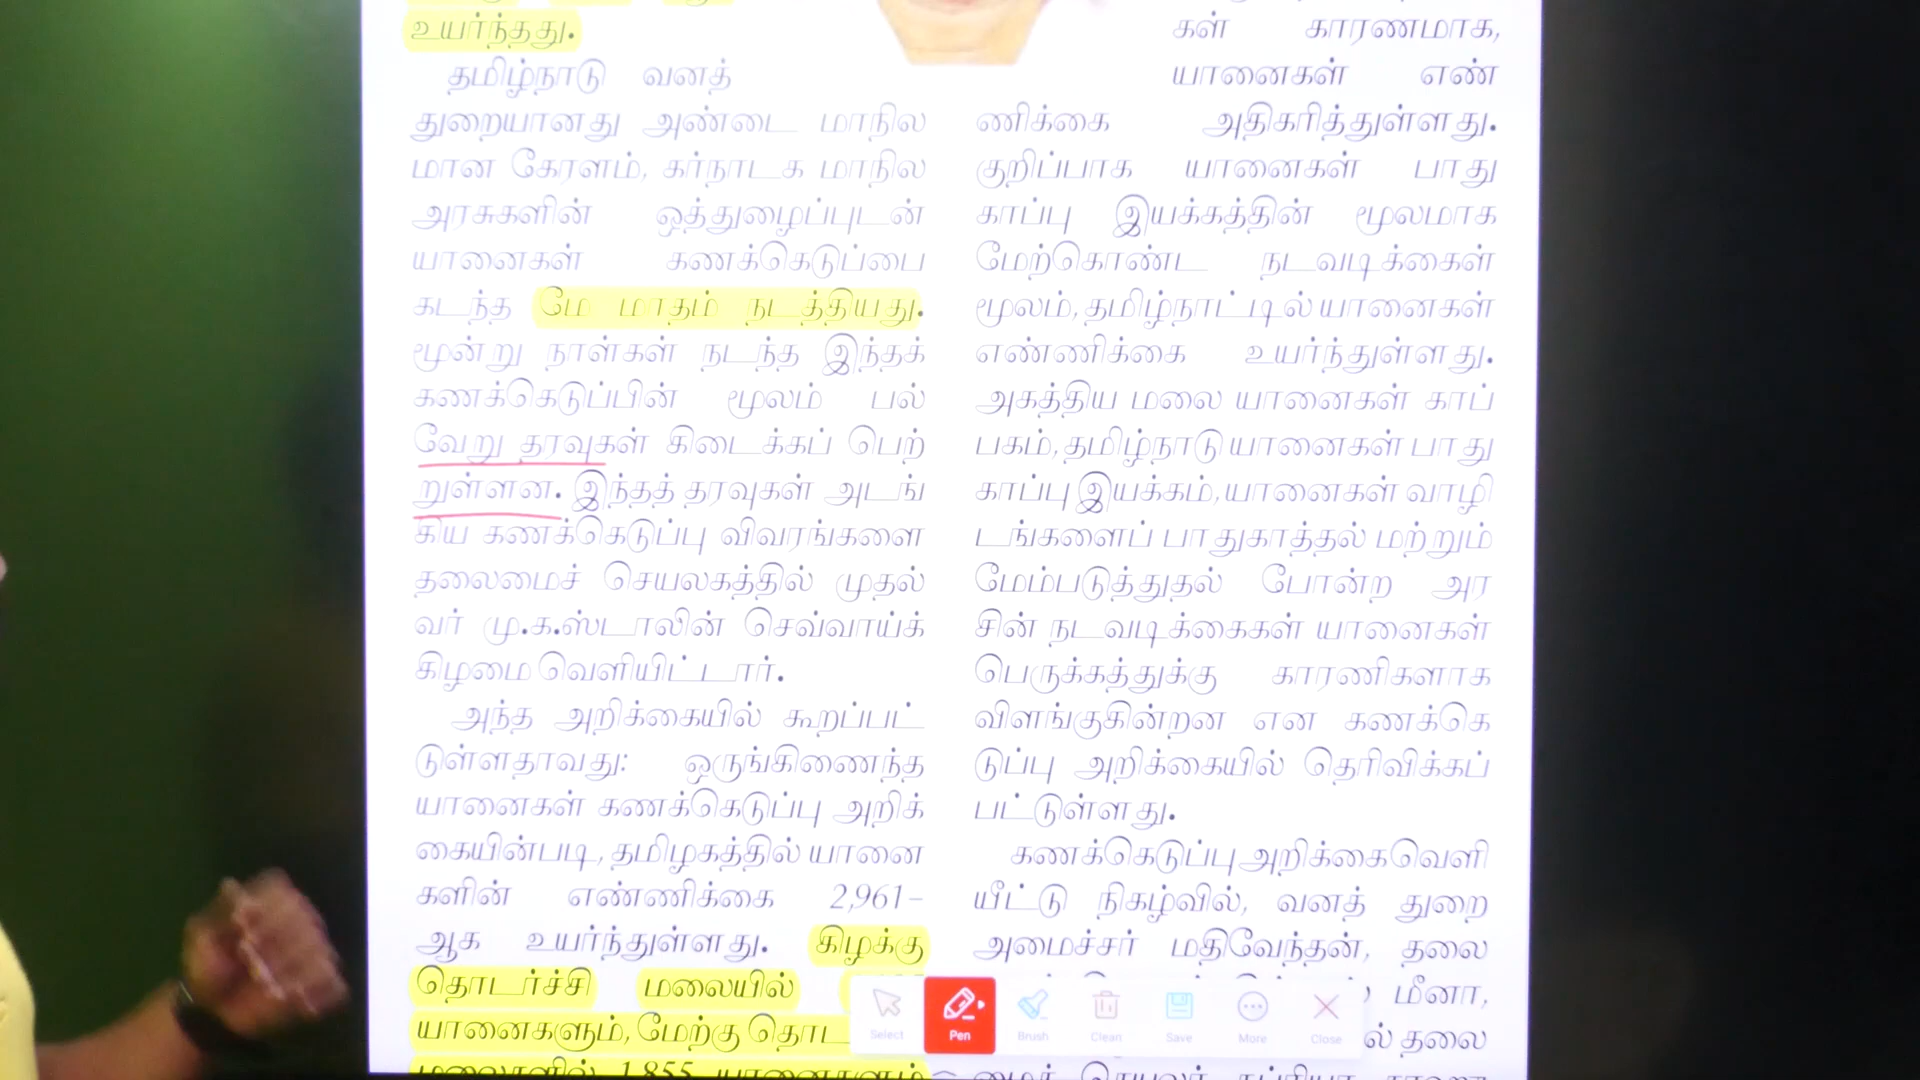 உயர்ந்தது.
தமிழ்நாடு வனத்
துறையானது அண்டை மாநில
மான கேரளம், கர்நாடக மாநில
அரசுகளின் ஒத்துழைப்புடன்
யானைகள் கணக்கெடுப்பை
கடந்த மே மாதம் நடத்தியது.
மூன்று நாள்கள் நடந்த இந்தக்
கணக்கெடுப்பின் மூலம் பல்
வேறு தரவுகள் கிடைக்கப் பெற்
றுள்ளன. இந்தத் தரவுகள் அடங்
கிய கணக்கெடுப்பு விவரங்களை
தலைமைச் செயலகத்தில் முதல்
வர் மு.க.ஸ்டாலின் செவ்வாய்க்
கிழமை வெளியிட்டார்.
அந்த அறிக்கையில் கூறப்பட்
டுள்ளதாவது: ஒருங்கிணைந்த
யானைகள் கணக்கெடுப்பு அறிக்
கையின்படி, தமிழகத்தில் யானை
களின் எண்ணிக்கை 2,961-
ஆக உயர்ந்துள்ளது. கிழக்கு
தொடர்ச்சி மலையில்
யானைகளும், மேற்கு தொட
மலைகளில் 1,855 யானைகளும்
கள் காரணமாக,
யானைகள் எண்
ணிக்கை அதிகரித்துள்ளது.
குறிப்பாக யானைகள் பாது
காப்பு இயக்கத்தின் மூலமாக
மேற்கொண்ட நடவடிக்கைகள்
மூலம், தமிழ்நாட்டில் யானைகள்
எண்ணிக்கை உயர்ந்துள்ளது.
அகத்திய மலை யானைகள் காப்
பகம், தமிழ்நாடு யானைகள் பாது
காப்பு இயக்கம், யானைகள் வாழி
டங்களைப் பாதுகாத்தல் மற்றும்
மேம்படுத்துதல் போன்ற அர
சின் நடவடிக்கைகள் யானைகள்
பெருக்கத்துக்கு காரணிகளாக
விளங்குகின்றன என கணக்கெ
டுப்பு அறிக்கையில் தெரிவிக்கப்
பட்டுள்ளது.
கணக்கெடுப்பு அறிக்கை வெளி
யீட்டு நிகழ்வில், வனத் துறை
அமைச்சர் மதிவேந்தன், தலை
மீனா,
தலை
Select Pen Brush Clean Save More Close